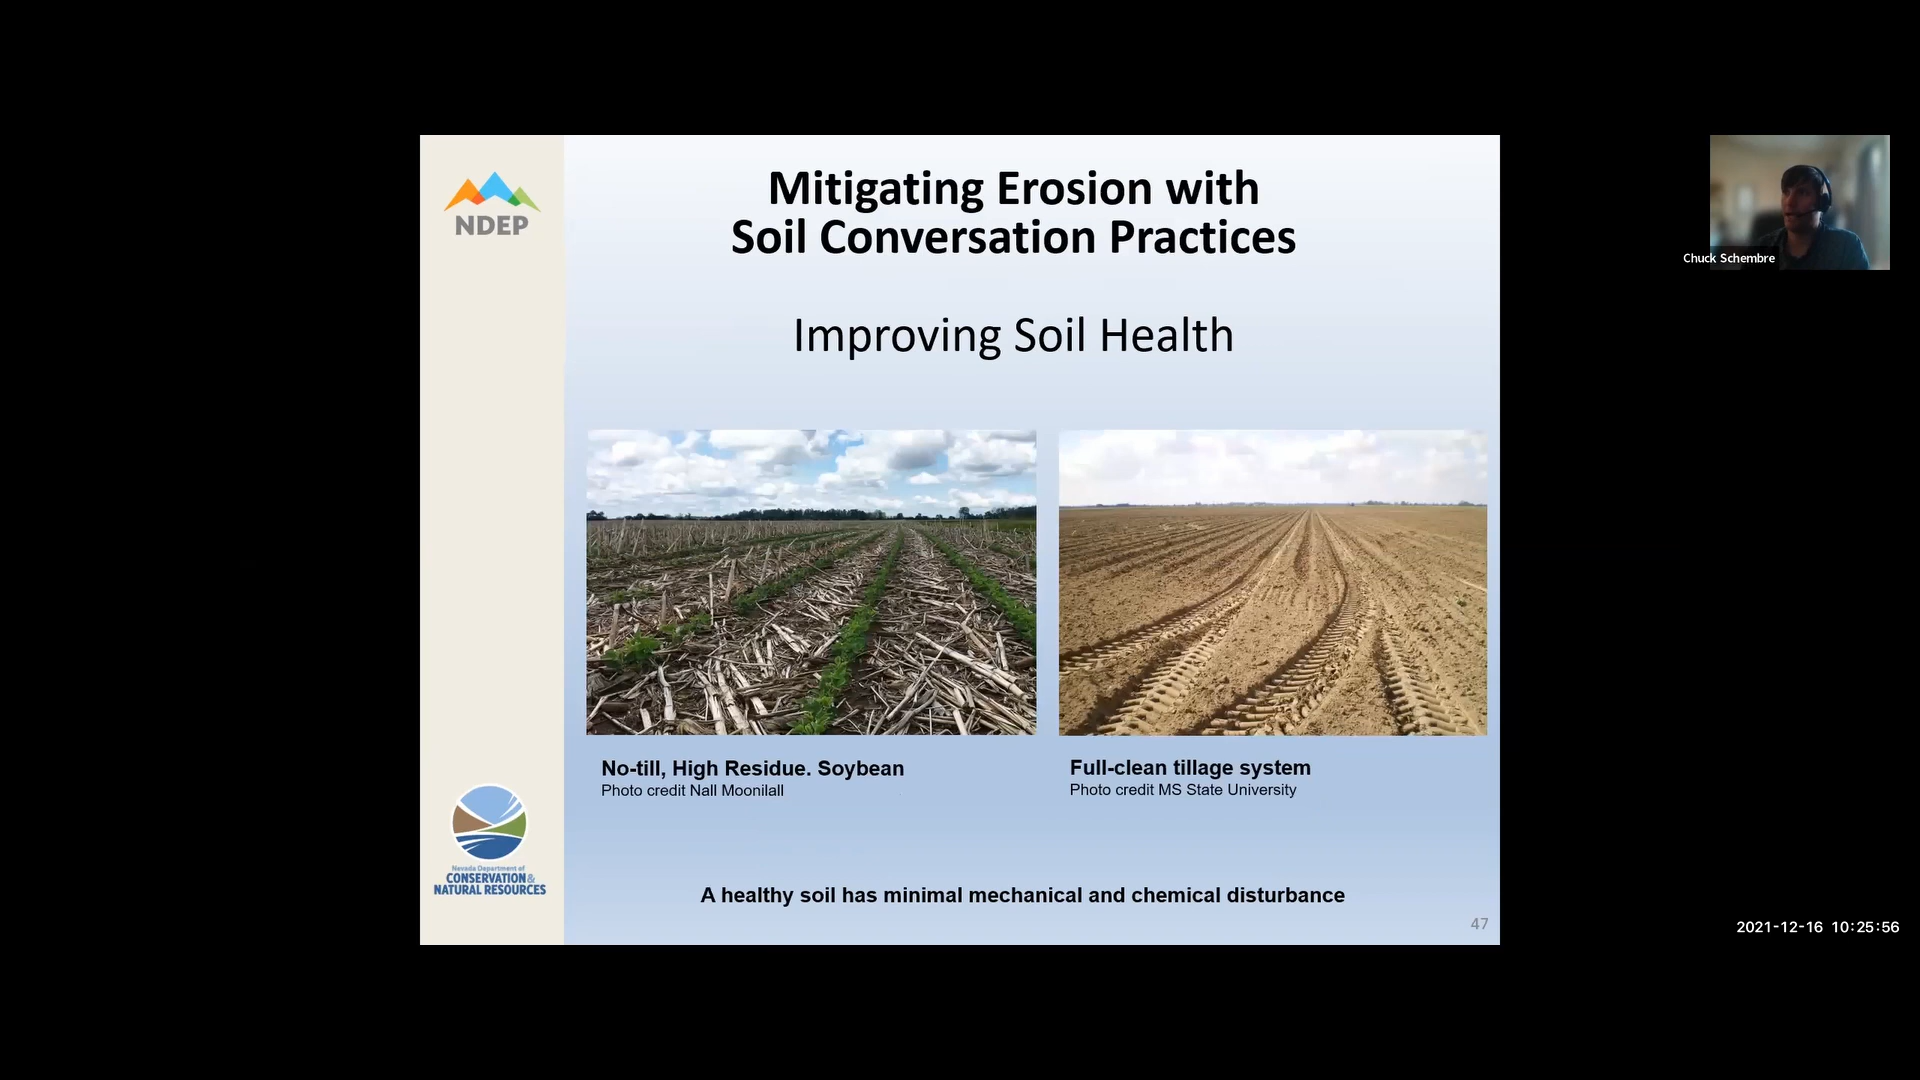 NDEP
Mitigating Erosion with
Soil Conversation Practices
Improving Soil Health
Chuck Schembre
No-till, High Residue. Soybean
Photo credit Nall Moonilall
Full-clean tillage system
Photo credit MS State University
Nevada Department of
CONSERVATION&
NATURAL RESOURCES
A healthy soil has minimal mechanical and chemical disturbance
47
2021-12-16 10:25:56